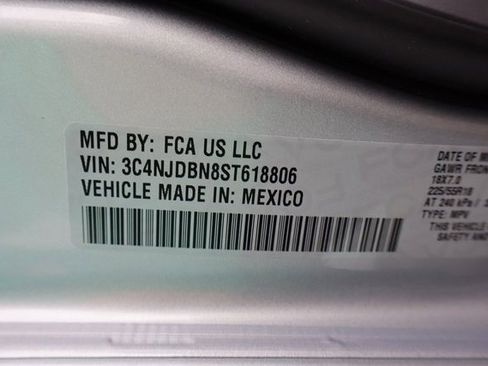 MFD BY: FCA US LLC
VIN: 3C4NJDBN8ST618806
VEHICLE MADE IN: MEXICO
DATE OF M
GAWR FRON
18X7.0
225/55R18
AT 240 kPa /
TYPE: MPV
THIS VEHICLE
SAFETY AND